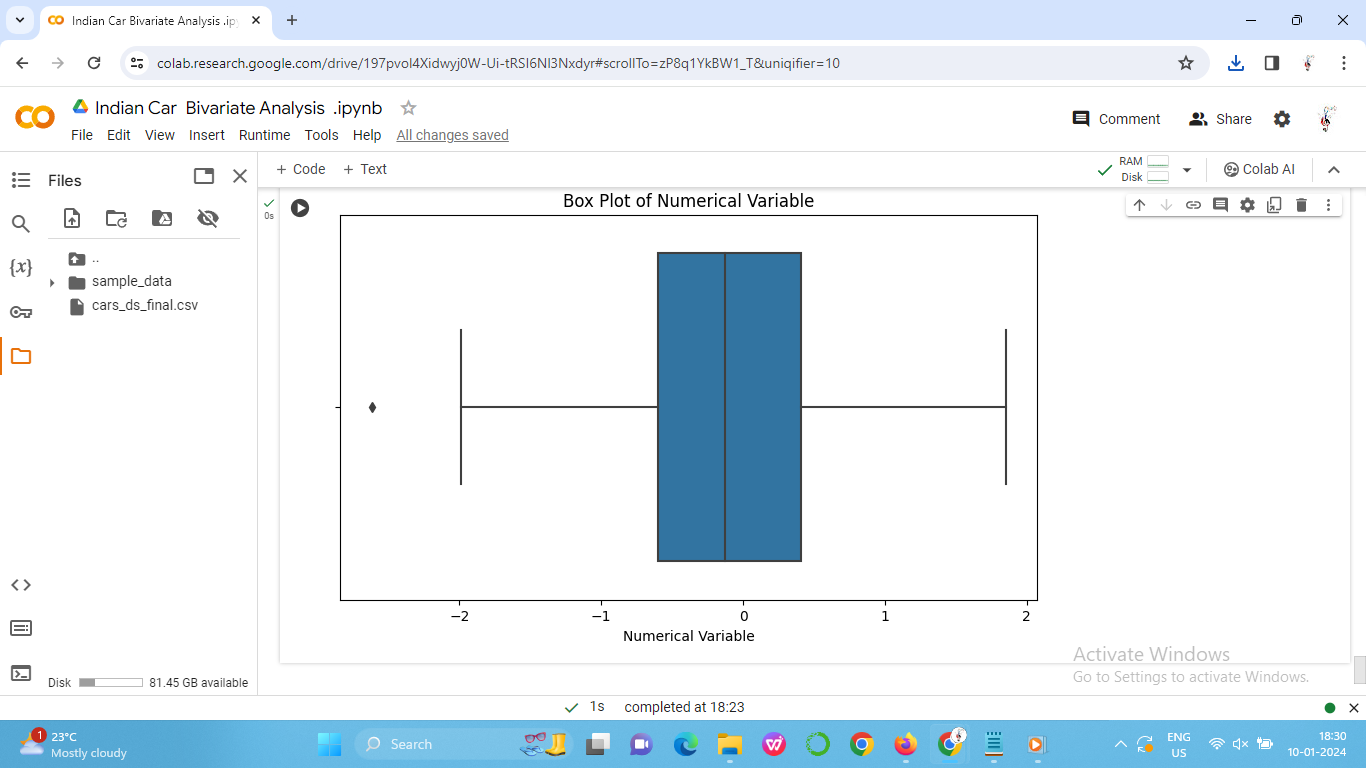 Indian Car Bivariate Analysis .ip
colab.research.google.com/drive/197pvol4Xidwyj0W-Ui-tRSI6NI3Nxdyr#scrollTo=zP8q1YkBW1_T&uniqifier=10
Indian Car  Bivariate Analysis  .ipynb
File Edit View Insert Runtime Tools Help All changes saved
Comment
Share
Files
+ Code + Text
RAM
Disk
Colab AI
{x}
..
sample_data
cars_ds_final.csv
0s
Box Plot of Numerical Variable
−2 −1 0 1 2
Numerical Variable
Activate Windows
Go to Settings to activate Windows.
Disk 81.45 GB available
1s completed at 18:23
1
23°C
Mostly cloudy
Search
ENG
US
18:30
10-01-2024